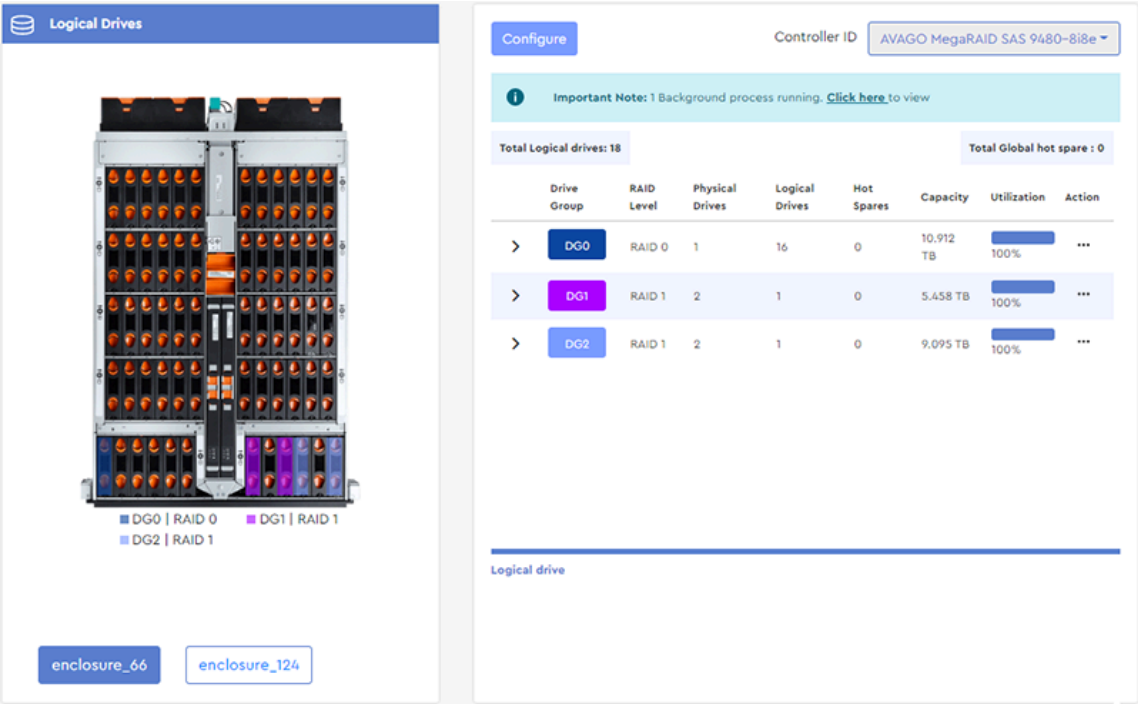 Logical Drives
DG0 | RAID 0
DG1 | RAID 1
DG2 | RAID 1
enclosure_66
enclosure_124
Configure
Controller ID
AVAGO MegaRAID SAS 9480-8i8e
Important Note: 1 Background process running. Click here to view
Total Logical drives: 18
Total Global hot spare : 0
Drive Group RAID Level Physical Drives Logical Drives Hot Spares Capacity Utilization Action
DG0 RAID 0 1 16 0 10.912 TB 100% ...
DG1 RAID 1 2 1 0 5.458 TB 100% ...
DG2 RAID 1 2 1 0 9.095 TB 100% ...
Logical drive